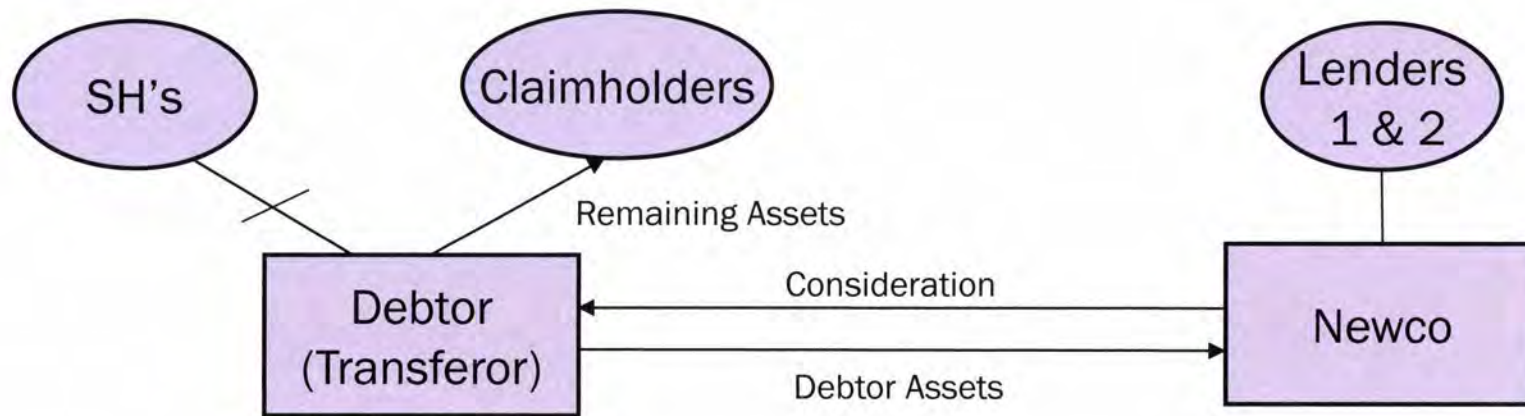 SH's
Claimholders
Lenders
1 & 2
Remaining Assets
Consideration
Debtor
(Transferor)
Newco
Debtor Assets